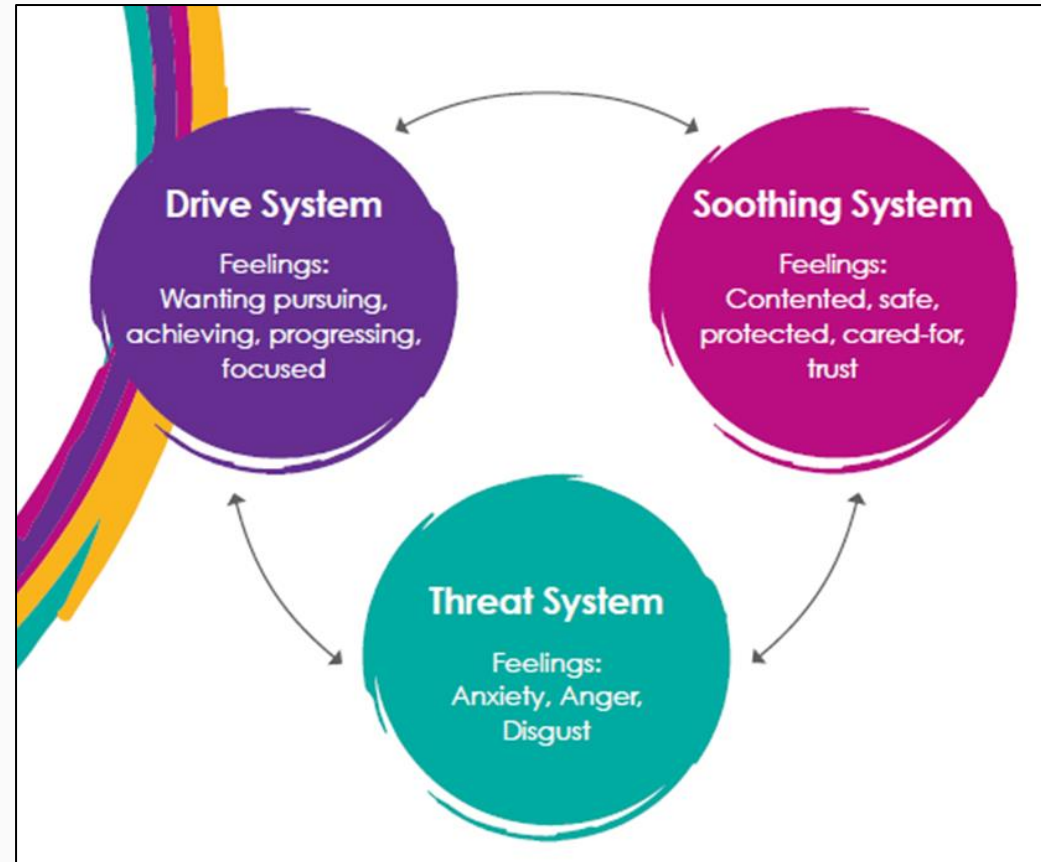 Drive System
Feelings:
Wanting pursuing,
achieving, progressing,
focused
Soothing System
Feelings:
Contented, safe,
protected, cared-for,
trust
Threat System
Feelings:
Anxiety, Anger,
Disgust